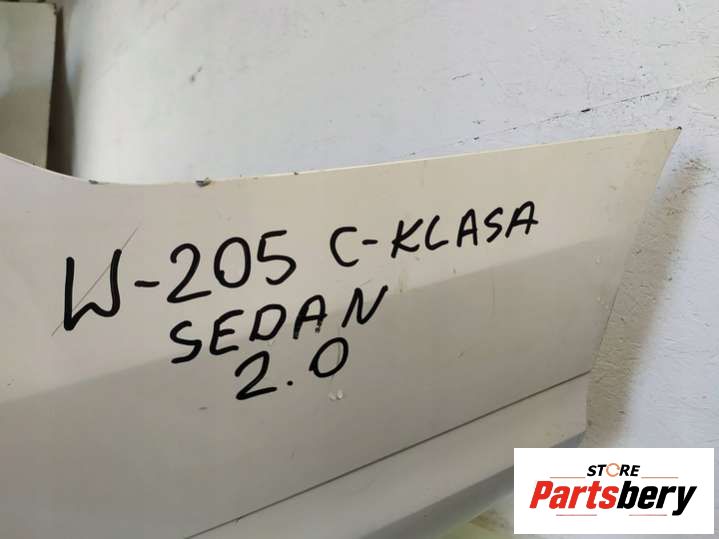 W-205 C-KLASA
SEDAN
2.0
STORE
Partsbery